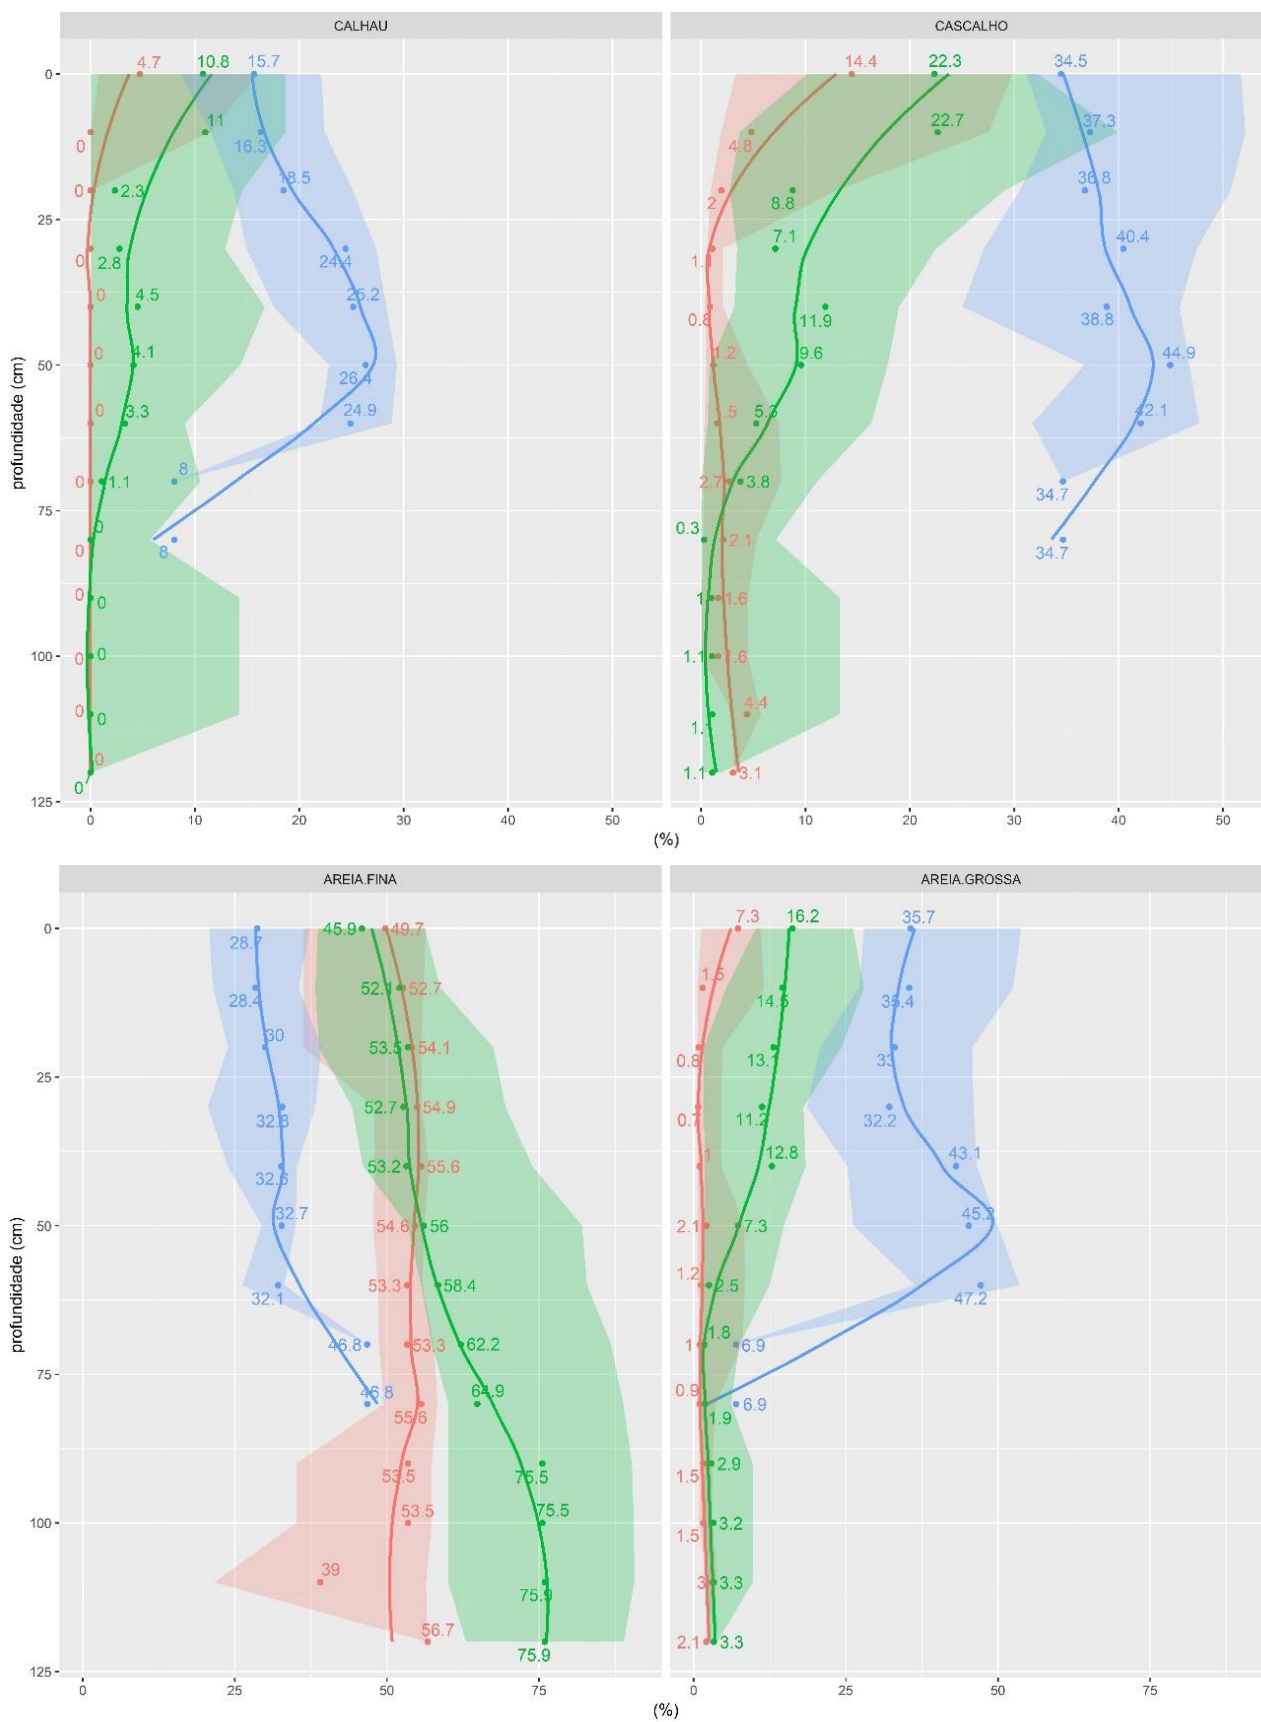 CALHAU CASCALHO
4.7 10.8 15.7 14.4 22.3 34.5
0
0 11 16.3 4.8 22.7 37.3
0 2.3 18.5 2 8.8 36.8
25
0 2.8 24.4 1.1 7.1 40.4
0 4.5 25.2 0.8 11.9 38.8
50
0 4.1 26.4 1.2 9.6 44.9
0 3.3 24.9 5.3 42.1
0 1.1 8 2.7 3.8 34.7
75
0 0 8 0.3 2.1 34.7
0 0 1 1.6
100
0 0 1.1 1.6
0 0 4.4
0 0 1.1 3.1
125
0 10 20 30 40 50 0 10 20 30 40 50
(%)
profundidade (cm)
AREIA.FINA AREIA.GROSSA
28.7 45.9 49.7 7.3 16.2 35.7
0
28.4 52.1 52.7 1.5 14.5 35.4
30 53.5 54.1 0.8 13.1 33
25
32.8 52.7 54.9 0.7 11.2 32.2
32.6 53.2 55.6 1 12.8 43.1
50
32.7 54.6 56 2.1 7.3 45.2
32.1 53.3 58.4 1.2 2.5 47.2
46.8 53.3 62.2 1 1.8 6.9
75
46.8 55.6 64.9 0.9 1.9 6.9
53.5 75.5 1.5 2.9
100
53.5 75.5 1.5 3.2
39 75.9 3 3.3
56.7 75.9 2.1 3.3
125
0 25 50 75 0 25 50 75
(%)
profundidade (cm)